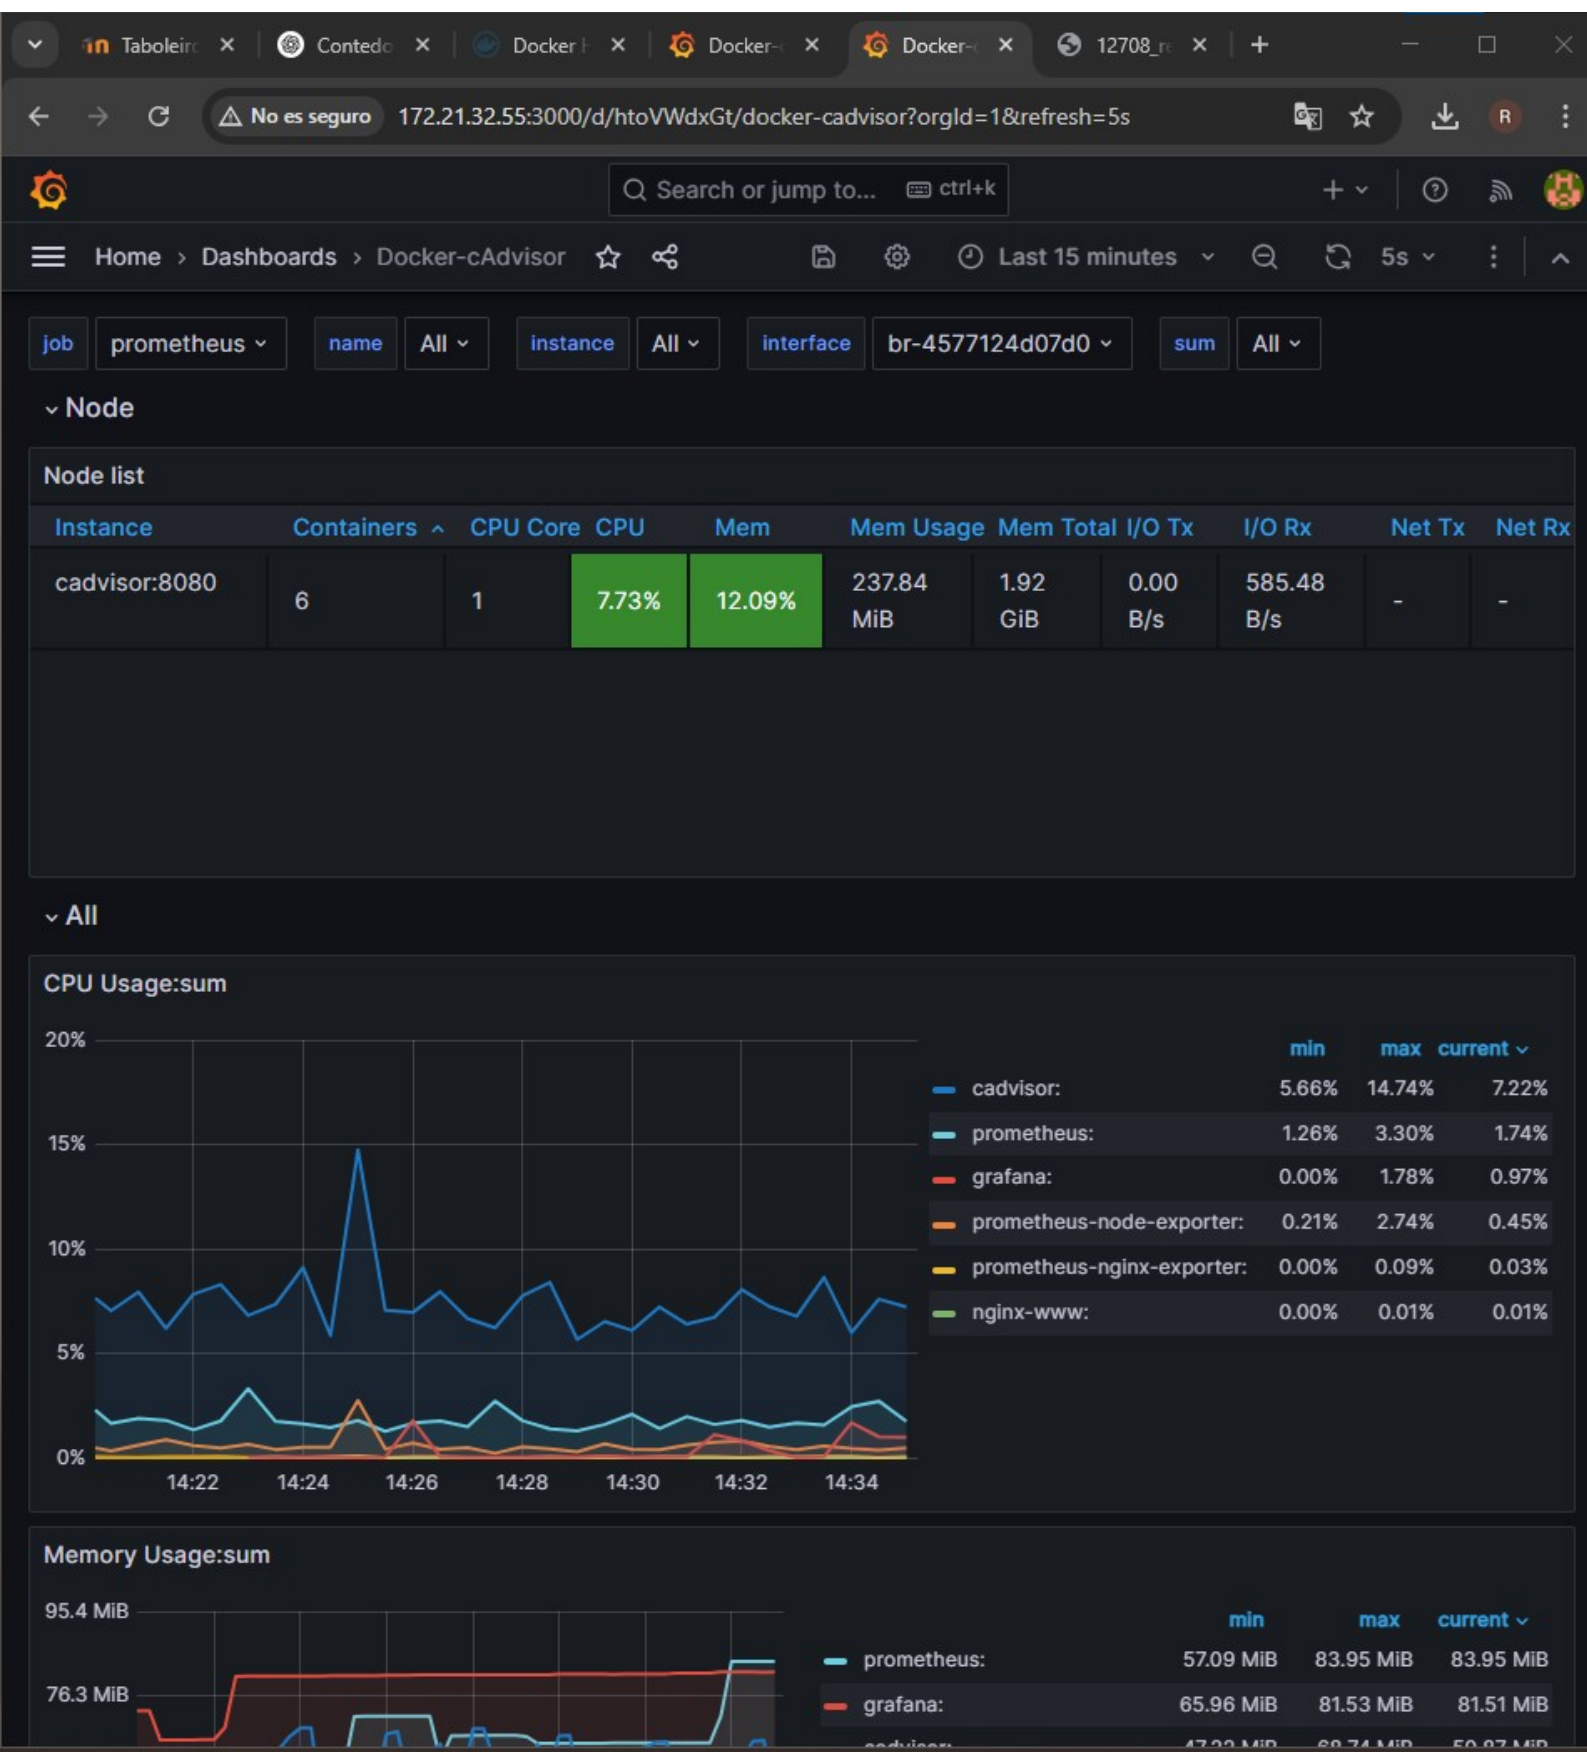 Taboleiro Contedo Docker H Docker-c Docker-c 12708_re
No es seguro 172.21.32.55:3000/d/htoVWdxGt/docker-cadvisor?orgId=1&refresh=5s R
Search or jump to... ctrl+k
Home > Dashboards > Docker-cAdvisor Last 15 minutes 5s
job prometheus name All instance All interface br-4577124d07d0 sum All
Node
Node list
Instance Containers CPU Core CPU Mem Mem Usage Mem Total I/O Tx I/O Rx Net Tx Net Rx
cadvisor:8080 6 1 7.73% 12.09% 237.84 MiB 1.92 GiB 0.00 B/s 585.48 B/s - -
All
CPU Usage:sum
20%
15%
10%
5%
0%
14:22 14:24 14:26 14:28 14:30 14:32 14:34
min max current
cadvisor: 5.66% 14.74% 7.22%
prometheus: 1.26% 3.30% 1.74%
grafana: 0.00% 1.78% 0.97%
prometheus-node-exporter: 0.21% 2.74% 0.45%
prometheus-nginx-exporter: 0.00% 0.09% 0.03%
nginx-www: 0.00% 0.01% 0.01%
Memory Usage:sum
95.4 MiB
76.3 MiB
min max current
prometheus: 57.09 MiB 83.95 MiB 83.95 MiB
grafana: 65.96 MiB 81.53 MiB 81.51 MiB